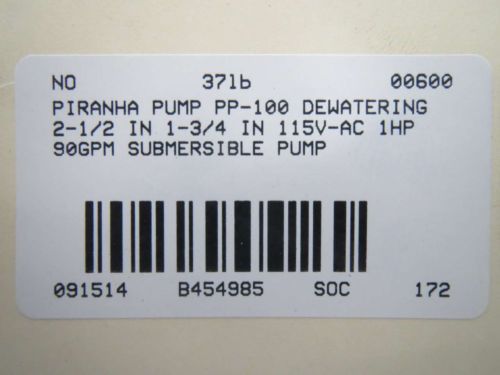 NO 37lb 00600
PIRANHA PUMP PP-100 DEWATERING
2-1/2 IN 1-3/4 IN 115V-AC 1HP
90GPM SUBMERSIBLE PUMP
091514 B454985 SOC 172